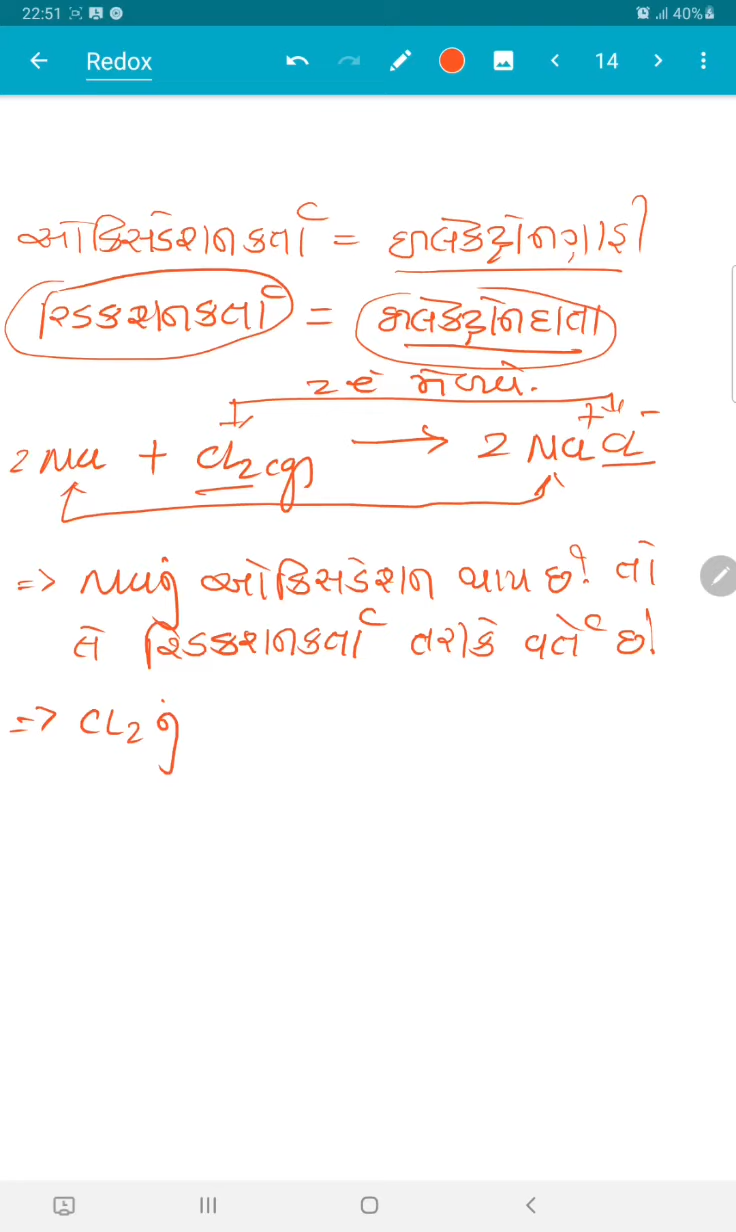 22:51 40%
Redox 14
ઓક્સિડેશનકર્તા = ઇલેક્ટ્રોનગ્રાહી
રિડક્શનકર્તા = ઇલેક્ટ્રોનદાતા
2e મેળવે.
2Na + Cl2(g) → 2Na+Cl-
=> Naનું ઓક્સિડેશન થાય છે. તો
તે રિડક્શનકર્તા તરીકે વર્તે છે.
=> CL2નું